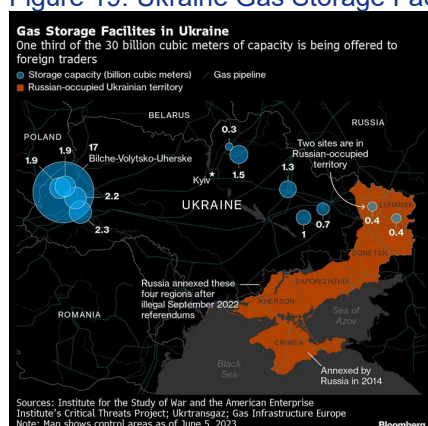 Figure 19: Ukraine Gas Storage Fac
Gas Storage Facilites in Ukraine
One third of the 30 billion cubic meters of capacity is being offered to
foreign traders
Storage capacity (billion cubic meters)
Gas pipeline
Russian-occupied Ukrainian territory
BELARUS
RUSSIA
POLAND
0.3
Two sites are in
Russian-occupied
territory
1.9
1.9
17
Bilche-Volytsko-Uherske
Kyiv
1.5
1.3
2.2
UKRAINE
LUHANSK
2.3
1
0.7
0.4
0.4
DONETSK
Russia annexed these
four regions after
illegal September 2022
referendums
ZAPORIZHZHIA
KHERSON
Sea of
Azov
ROMANIA
CRIMEA
Black
Sea
Annexed by
Russia in 2014
Sources: Institute for the Study of War and the American Enterprise
Institute's Critical Threats Project; Ukrtransgaz; Gas Infrastructure Europe
Note: Map shows control areas as of June 5, 2023
Bloomberg